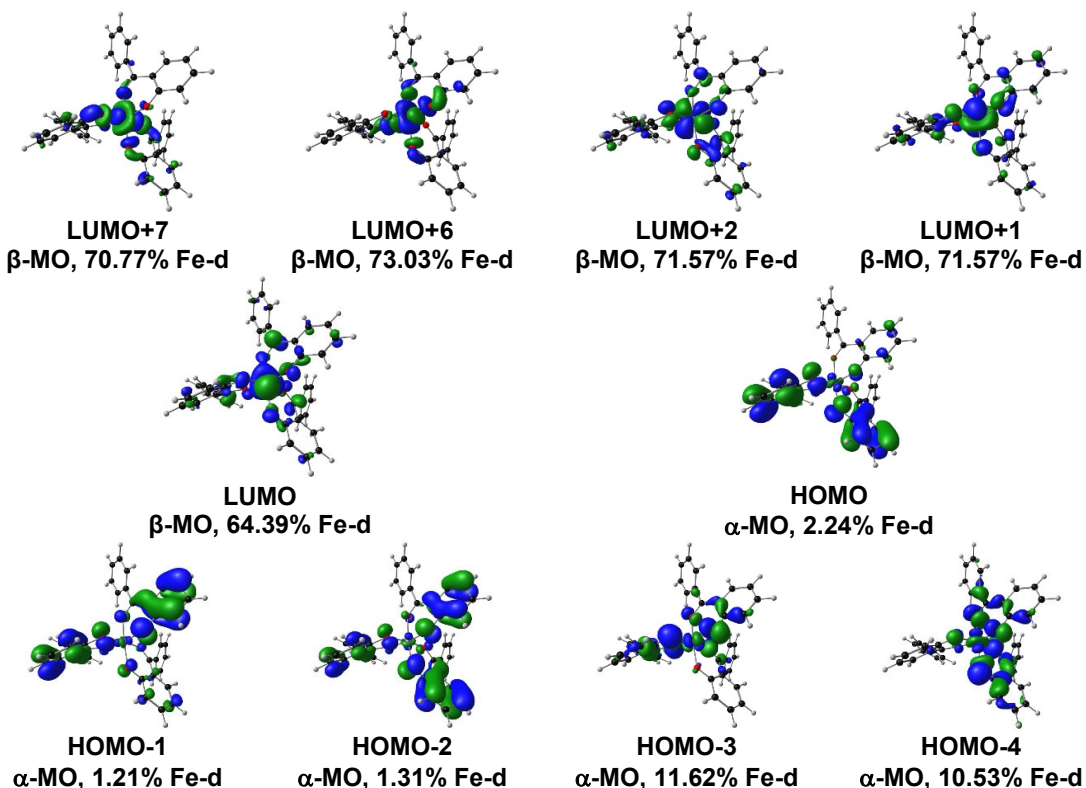 LUMO+7
β-MO, 70.77% Fe-d
LUMO+6
β-MO, 73.03% Fe-d
LUMO+2
β-MO, 71.57% Fe-d
LUMO+1
β-MO, 71.57% Fe-d
LUMO
β-MO, 64.39% Fe-d
HOMO
α-MO, 2.24% Fe-d
HOMO-1
α-MO, 1.21% Fe-d
HOMO-2
α-MO, 1.31% Fe-d
HOMO-3
α-MO, 11.62% Fe-d
HOMO-4
α-MO, 10.53% Fe-d